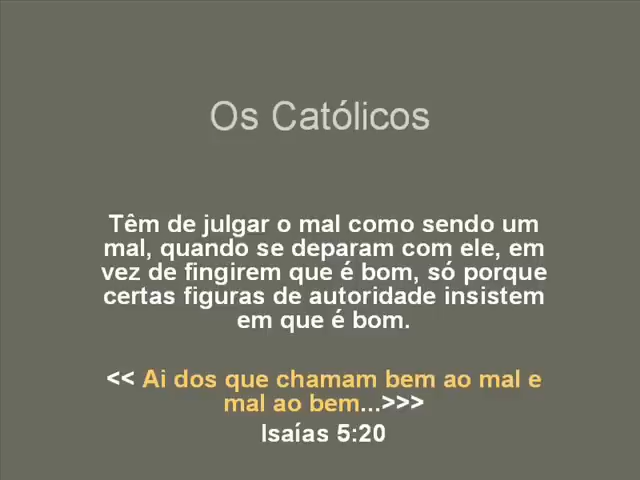 Os Católicos
Têm de julgar o mal como sendo um
mal, quando se deparam com ele, em
vez de fingirem que é bom, só porque
certas figuras de autoridade insistem
em que é bom.
<< Ai dos que chamam bem ao mal e
mal ao bem...>>>
Isaías 5:20